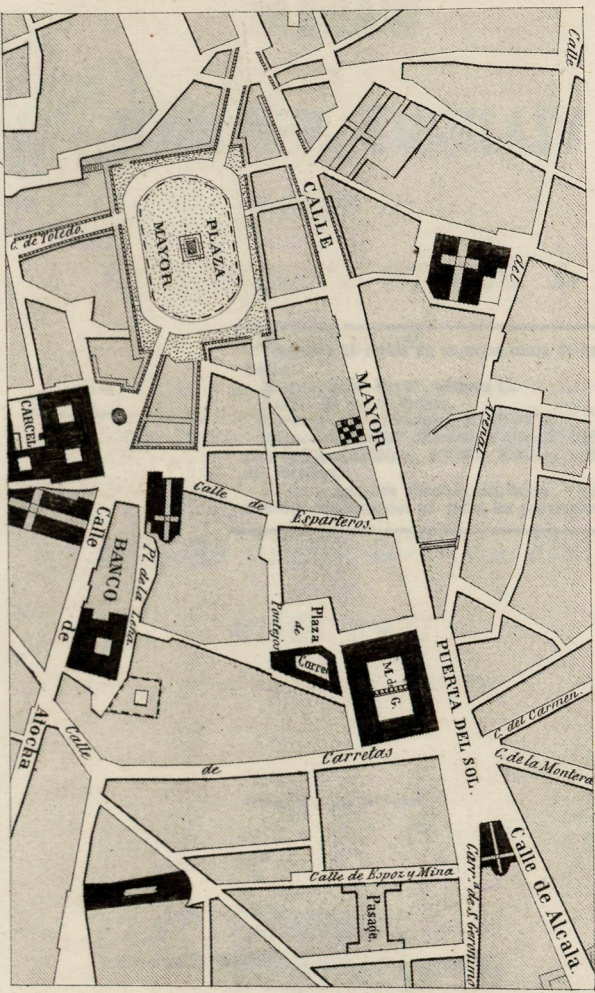 Calle
del
Arenal
C. de Toledo.
PLAZA
MAYOR
CALLE
MAYOR
CARCEL
Calle de Esparteros.
Calle de Atocha
BANCO
Pl. de la Leña.
Plaza de
Pontejos
Correo
M. de G.
PUERTA DEL SOL.
C. del Carmen.
C. de la Montera
Calle de Carretas
Calle de Espoz y Mina
Pasage.
Carr.ª de S. Geronimo
Calle de Alcala.